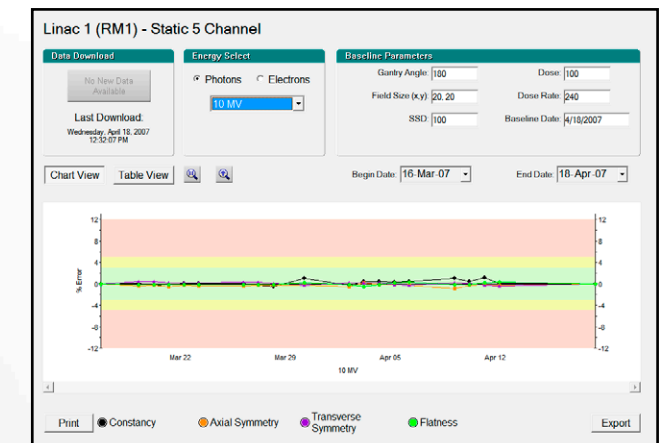 Linac 1 (RM1) - Static 5 Channel
Data Download
No New Data
Available
Last Download:
Wednesday, April 18, 2007
12:32:07 PM
Energy Select
Photons Electrons
10 MV
Baseline Parameters
Gantry Angle: 180 Dose: 100
Field Size (x,y): 20, 20 Dose Rate: 240
SSD: 100 Baseline Date: 4/18/2007
Chart View Table View Begin Date: 16-Mar-07 End Date: 18-Apr-07
12 12
8 8
4 4
0 0
-4 -4
-8 -8
-12 -12
% Error
Mar 22 Mar 29 Apr 05 Apr 12
10 MV
Print Constancy Axial Symmetry Transverse Symmetry Flatness Export